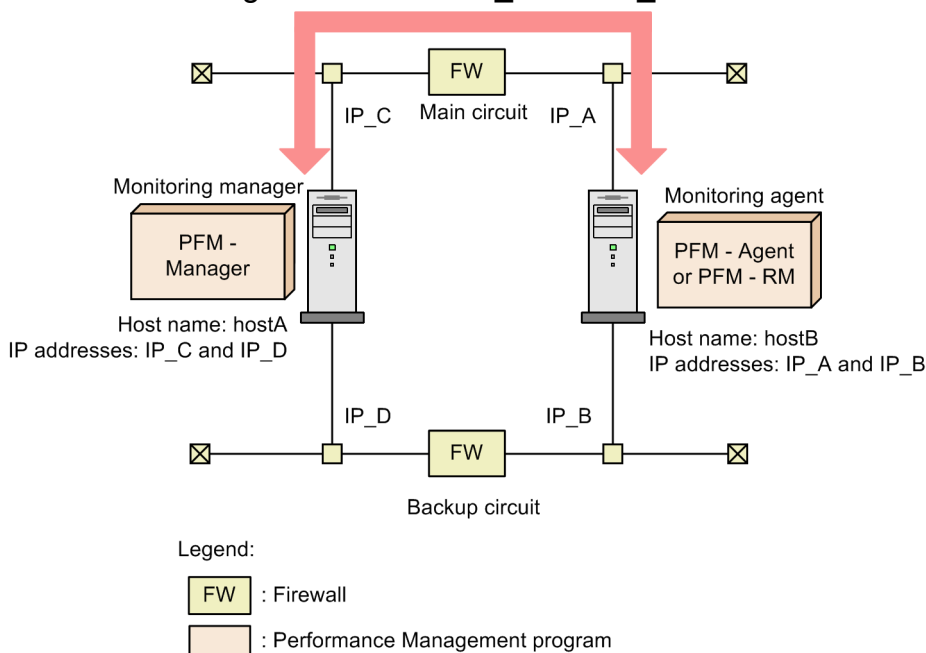 FW
Main circuit
IP_C
IP_A
Monitoring manager
Monitoring agent
PFM -
Manager
PFM - Agent
or PFM - RM
Host name: hostA
IP addresses: IP_C and IP_D
Host name: hostB
IP addresses: IP_A and IP_B
IP_D
IP_B
FW
Backup circuit
Legend:
FW : Firewall
: Performance Management program